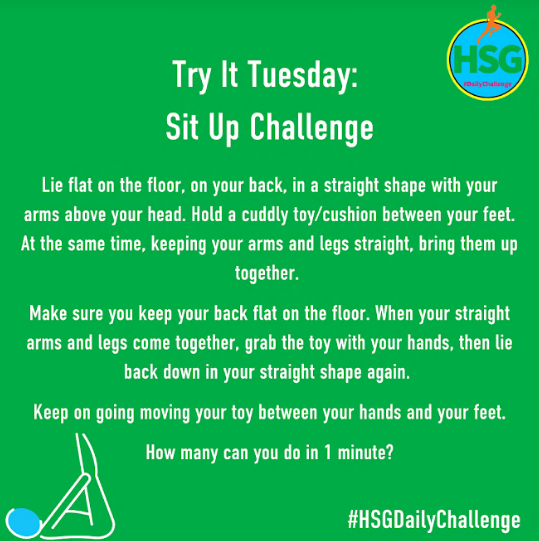 HSG
#DailyChallenge
Try It Tuesday:
Sit Up Challenge
Lie flat on the floor, on your back, in a straight shape with your
arms above your head. Hold a cuddly toy/cushion between your feet.
At the same time, keeping your arms and legs straight, bring them up
together.
Make sure you keep your back flat on the floor. When your straight
arms and legs come together, grab the toy with your hands, then lie
back down in your straight shape again.
Keep on going moving your toy between your hands and your feet.
How many can you do in 1 minute?
#HSGDailyChallenge